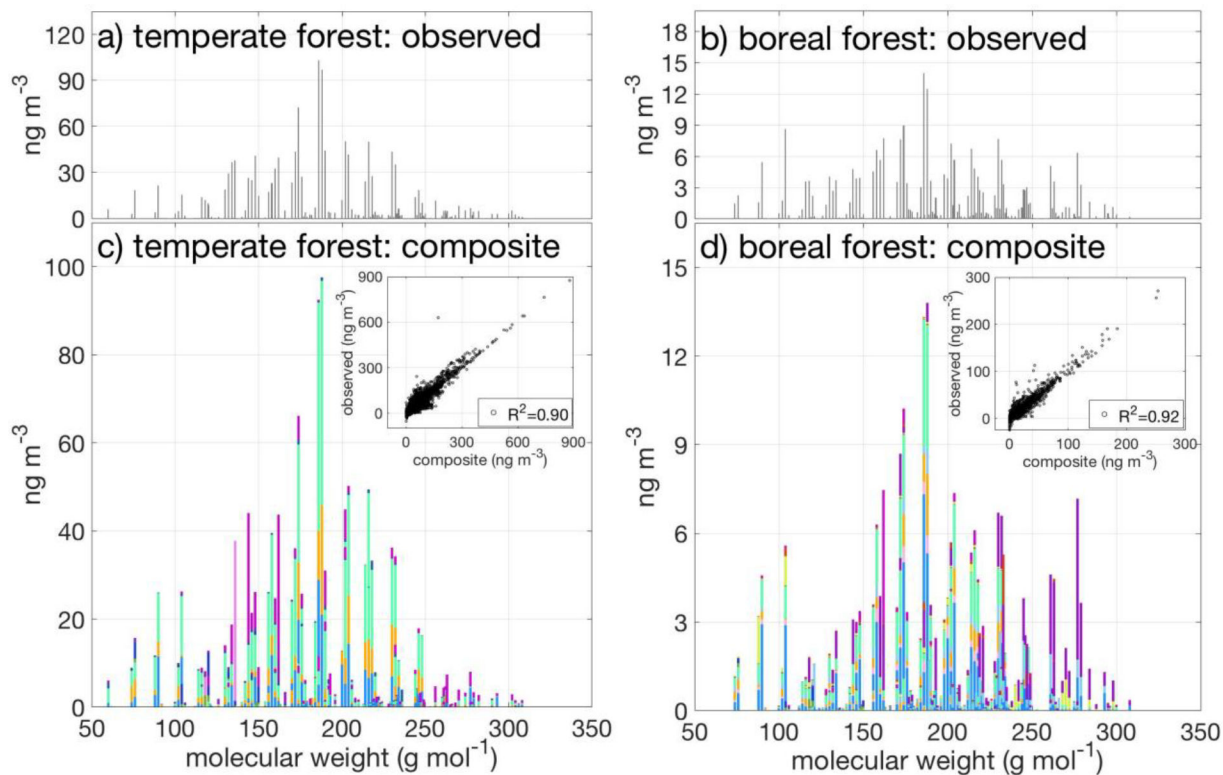 a) temperate forest: observed
ng m⁻³
120
90
60
30
0
b) boreal forest: observed
ng m⁻³
18
15
12
9
6
3
0
c) temperate forest: composite
ng m⁻³
100
80
60
40
20
0
50 100 150 200 250 300 350
molecular weight (g mol⁻¹)
observed (ng m⁻³)
900
600
300
0
R²=0.90
0 300 600 900
composite (ng m⁻³)
d) boreal forest: composite
ng m⁻³
15
12
9
6
3
0
50 100 150 200 250 300 350
molecular weight (g mol⁻¹)
observed (ng m⁻³)
300
200
100
0
R²=0.92
0 100 200 300
composite (ng m⁻³)